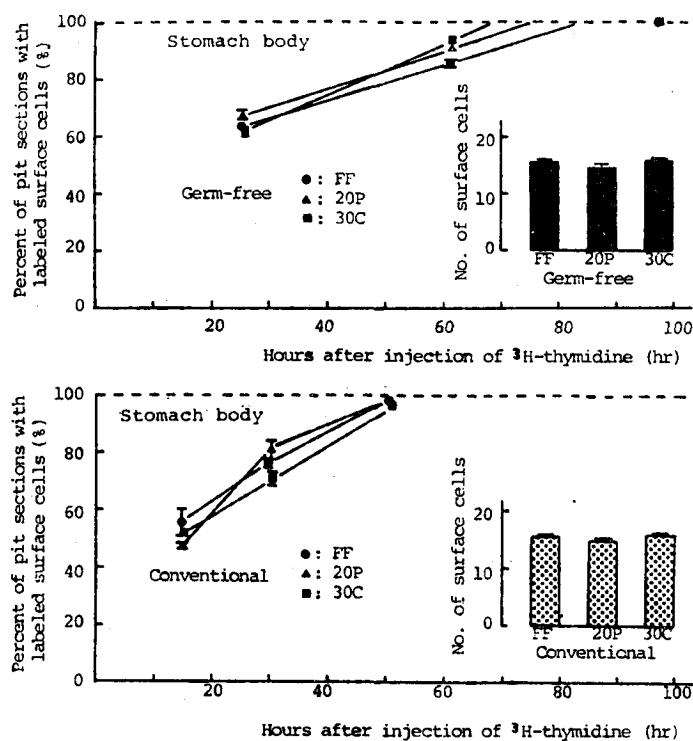 Percent of pit sections with
labeled surface cells (%)
100
80
60
40
20
0
Stomach body
Germ-free
●: FF
▲: 20P
■: 30C
No. of surface cells
20
10
0
FF 20P 30C
Germ-free
20 40 60 80 100
Hours after injection of ³H-thymidine (hr)
Percent of pit sections with
labeled surface cells (%)
100
80
60
40
20
0
Stomach body
Conventional
●: FF
▲: 20P
■: 30C
No. of surface cells
20
10
0
FF 20P 30C
Conventional
20 40 60 80 100
Hours after injection of ³H-thymidine (hr)